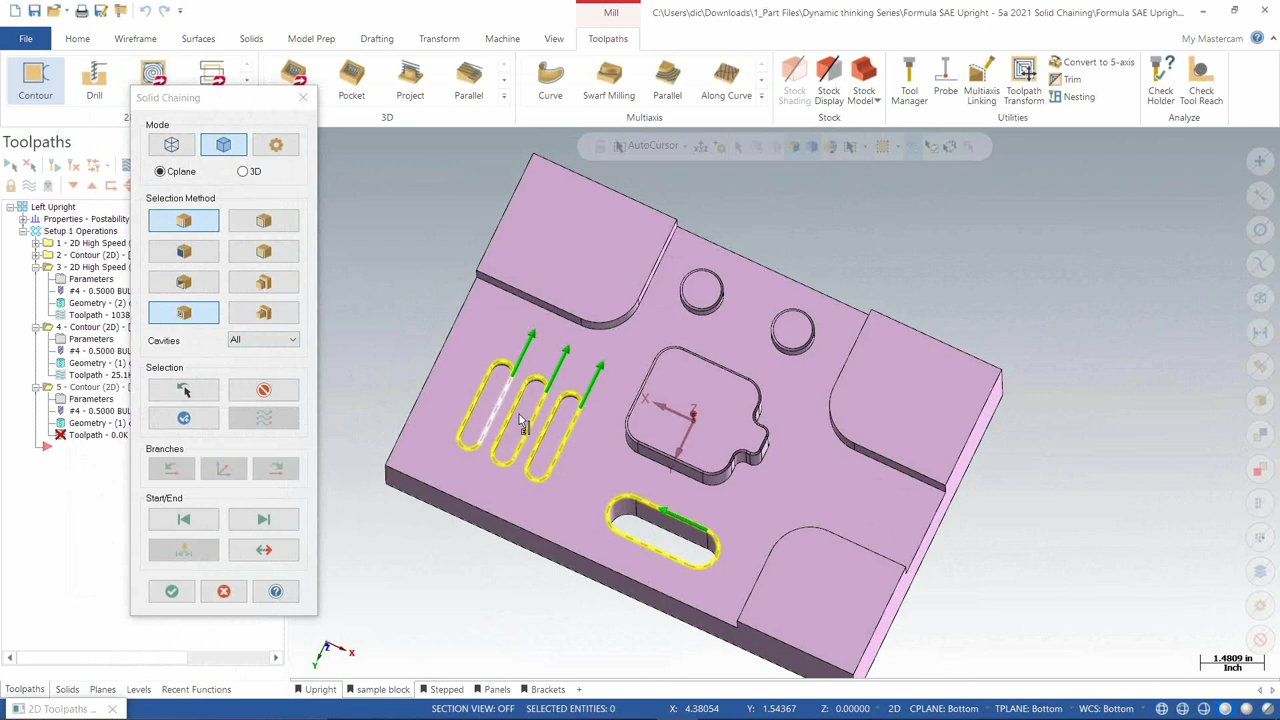 Mill
C:\Users\dic\Downloads\1_Part Files\Dynamic thinking Series\Formula SAE Upright - 5a 2021 Solid Chaining\Formula SAE Uprigh...
File
Home
Wireframe
Surfaces
Solids
Model Prep
Drafting
Transform
Machine
View
Toolpaths
My Mastercam
Contour
Drill
Pocket
Project
Parallel
Curve
Swarf Milling
Parallel
Along Curve
Stock Shading
Stock Display
Stock Model
Tool Manager
Probe
Multiaxis Linking
Toolpath Transform
Convert to 5-axis
Trim
Nesting
Check Holder
Check Tool Reach
2D
3D
Multiaxis
Stock
Utilities
Analyze
Toolpaths
Left Upright
Properties - Postability
Setup 1 Operations
1 - 2D High Speed
2 - Contour (2D) - [
3 - 2D High Speed
Parameters
#4 - 0.5000 BUL
Geometry - (2)
Toolpath - 1038
4 - Contour (2D) - [
Parameters
#4 - 0.5000 BUL
Geometry - (1)
Toolpath - 25.1
5 - Contour (2D) - [
Parameters
#4 - 0.5000 BUL
Geometry - (1)
Toolpath - 0.0K
Solid Chaining
Mode
Cplane
3D
Selection Method
Cavities
All
Selection
Branches
Start/End
AutoCursor
X
Z
Z
X
Y
1.4809 in
Inch
Toolpaths
Solids
Planes
Levels
Recent Functions
Upright
sample block
Stepped
Panels
Brackets
+
2D Toolpaths ...
SECTION VIEW: OFF
SELECTED ENTITIES: 0
X: 4.38054
Y: 1.54367
Z: 0.00000
2D
CPLANE: Bottom
TPLANE: Bottom
WCS: Bottom